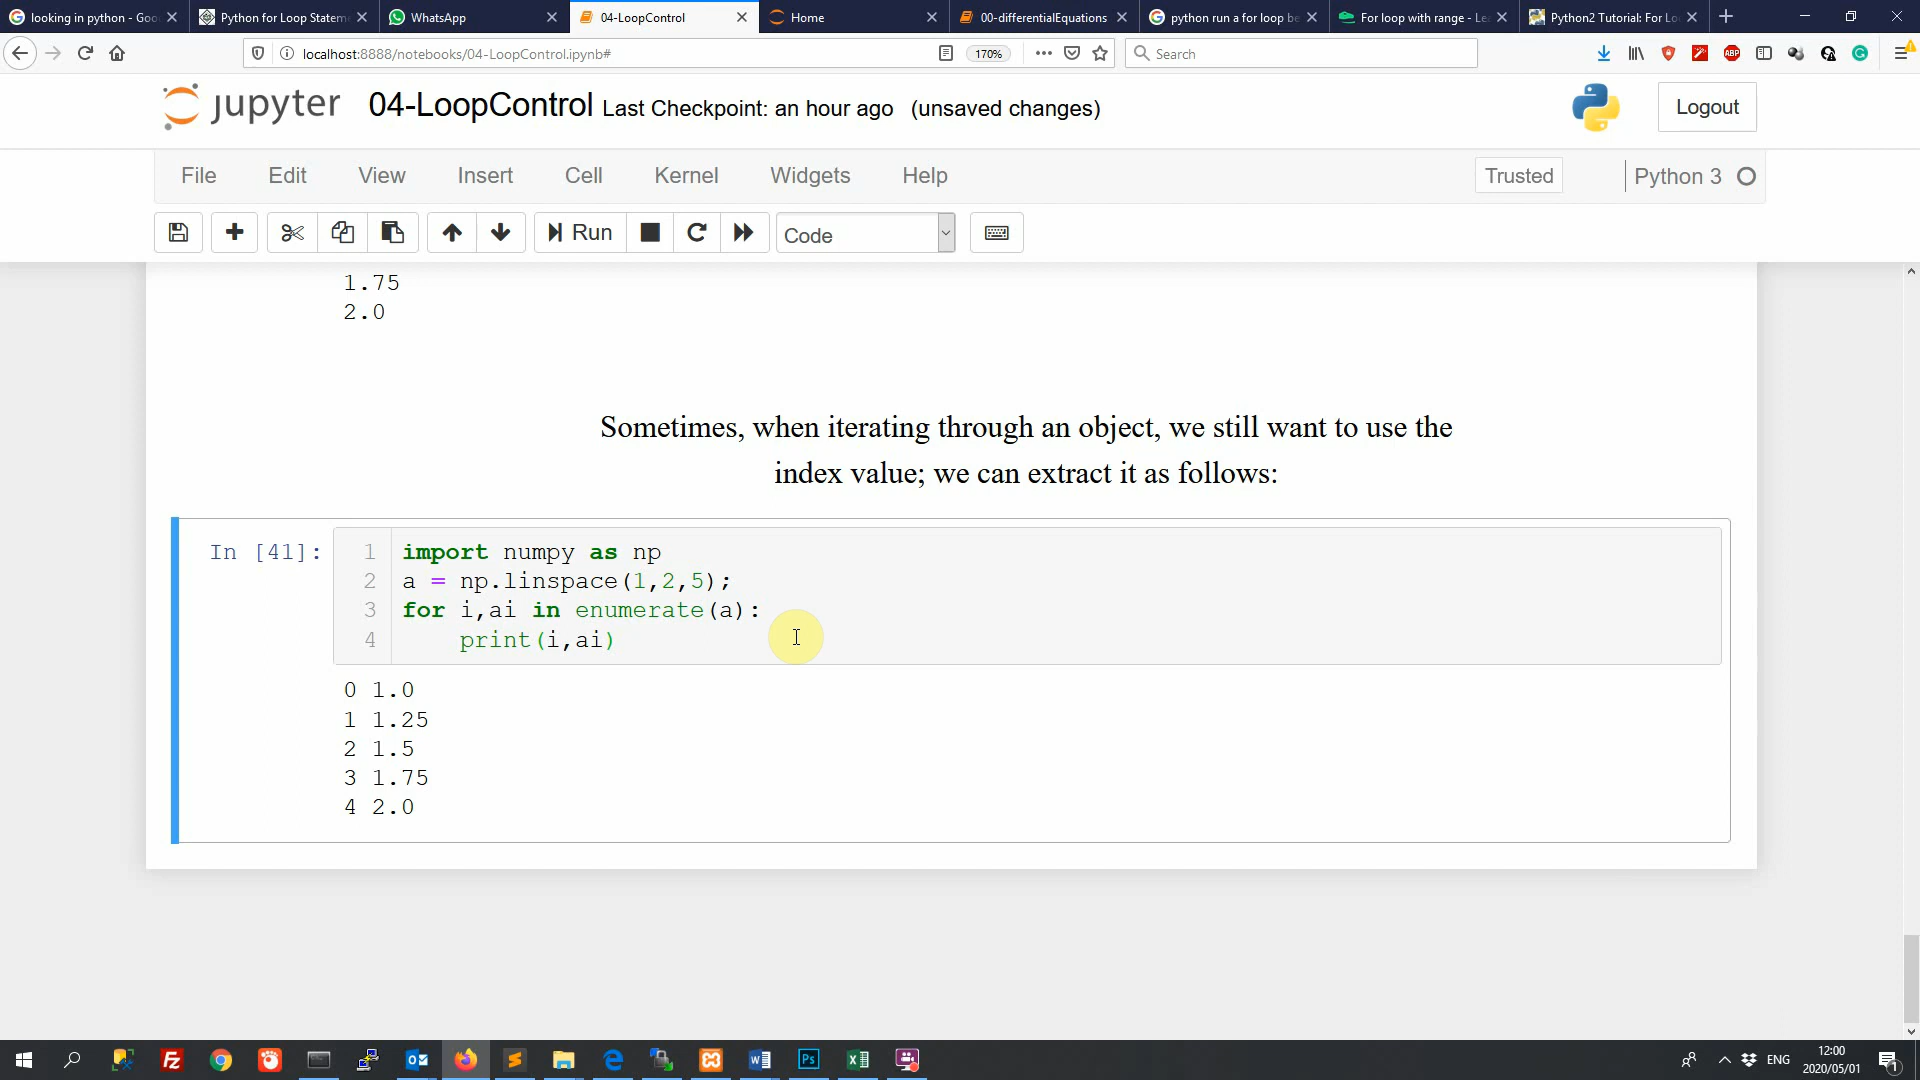 looking in python - Goo
Python for Loop Stateme
WhatsApp
04-LoopControl
Home
00-differentialEquations
python run a for loop be
For loop with range - Le
Python2 Tutorial: For Lo
localhost:8888/notebooks/04-LoopControl.ipynb#
170%
Search
ABP
jupyter 04-LoopControl Last Checkpoint: an hour ago (unsaved changes)
Logout
File Edit View Insert Cell Kernel Widgets Help
Trusted
Python 3
Run
Code
1.75
2.0
Sometimes, when iterating through an object, we still want to use the
index value; we can extract it as follows:
In [41]:
1 import numpy as np
2 a = np.linspace(1,2,5);
3 for i,ai in enumerate(a):
4 print(i,ai)
0 1.0
1 1.25
2 1.5
3 1.75
4 2.0
ENG
12:00
2020/05/01
1